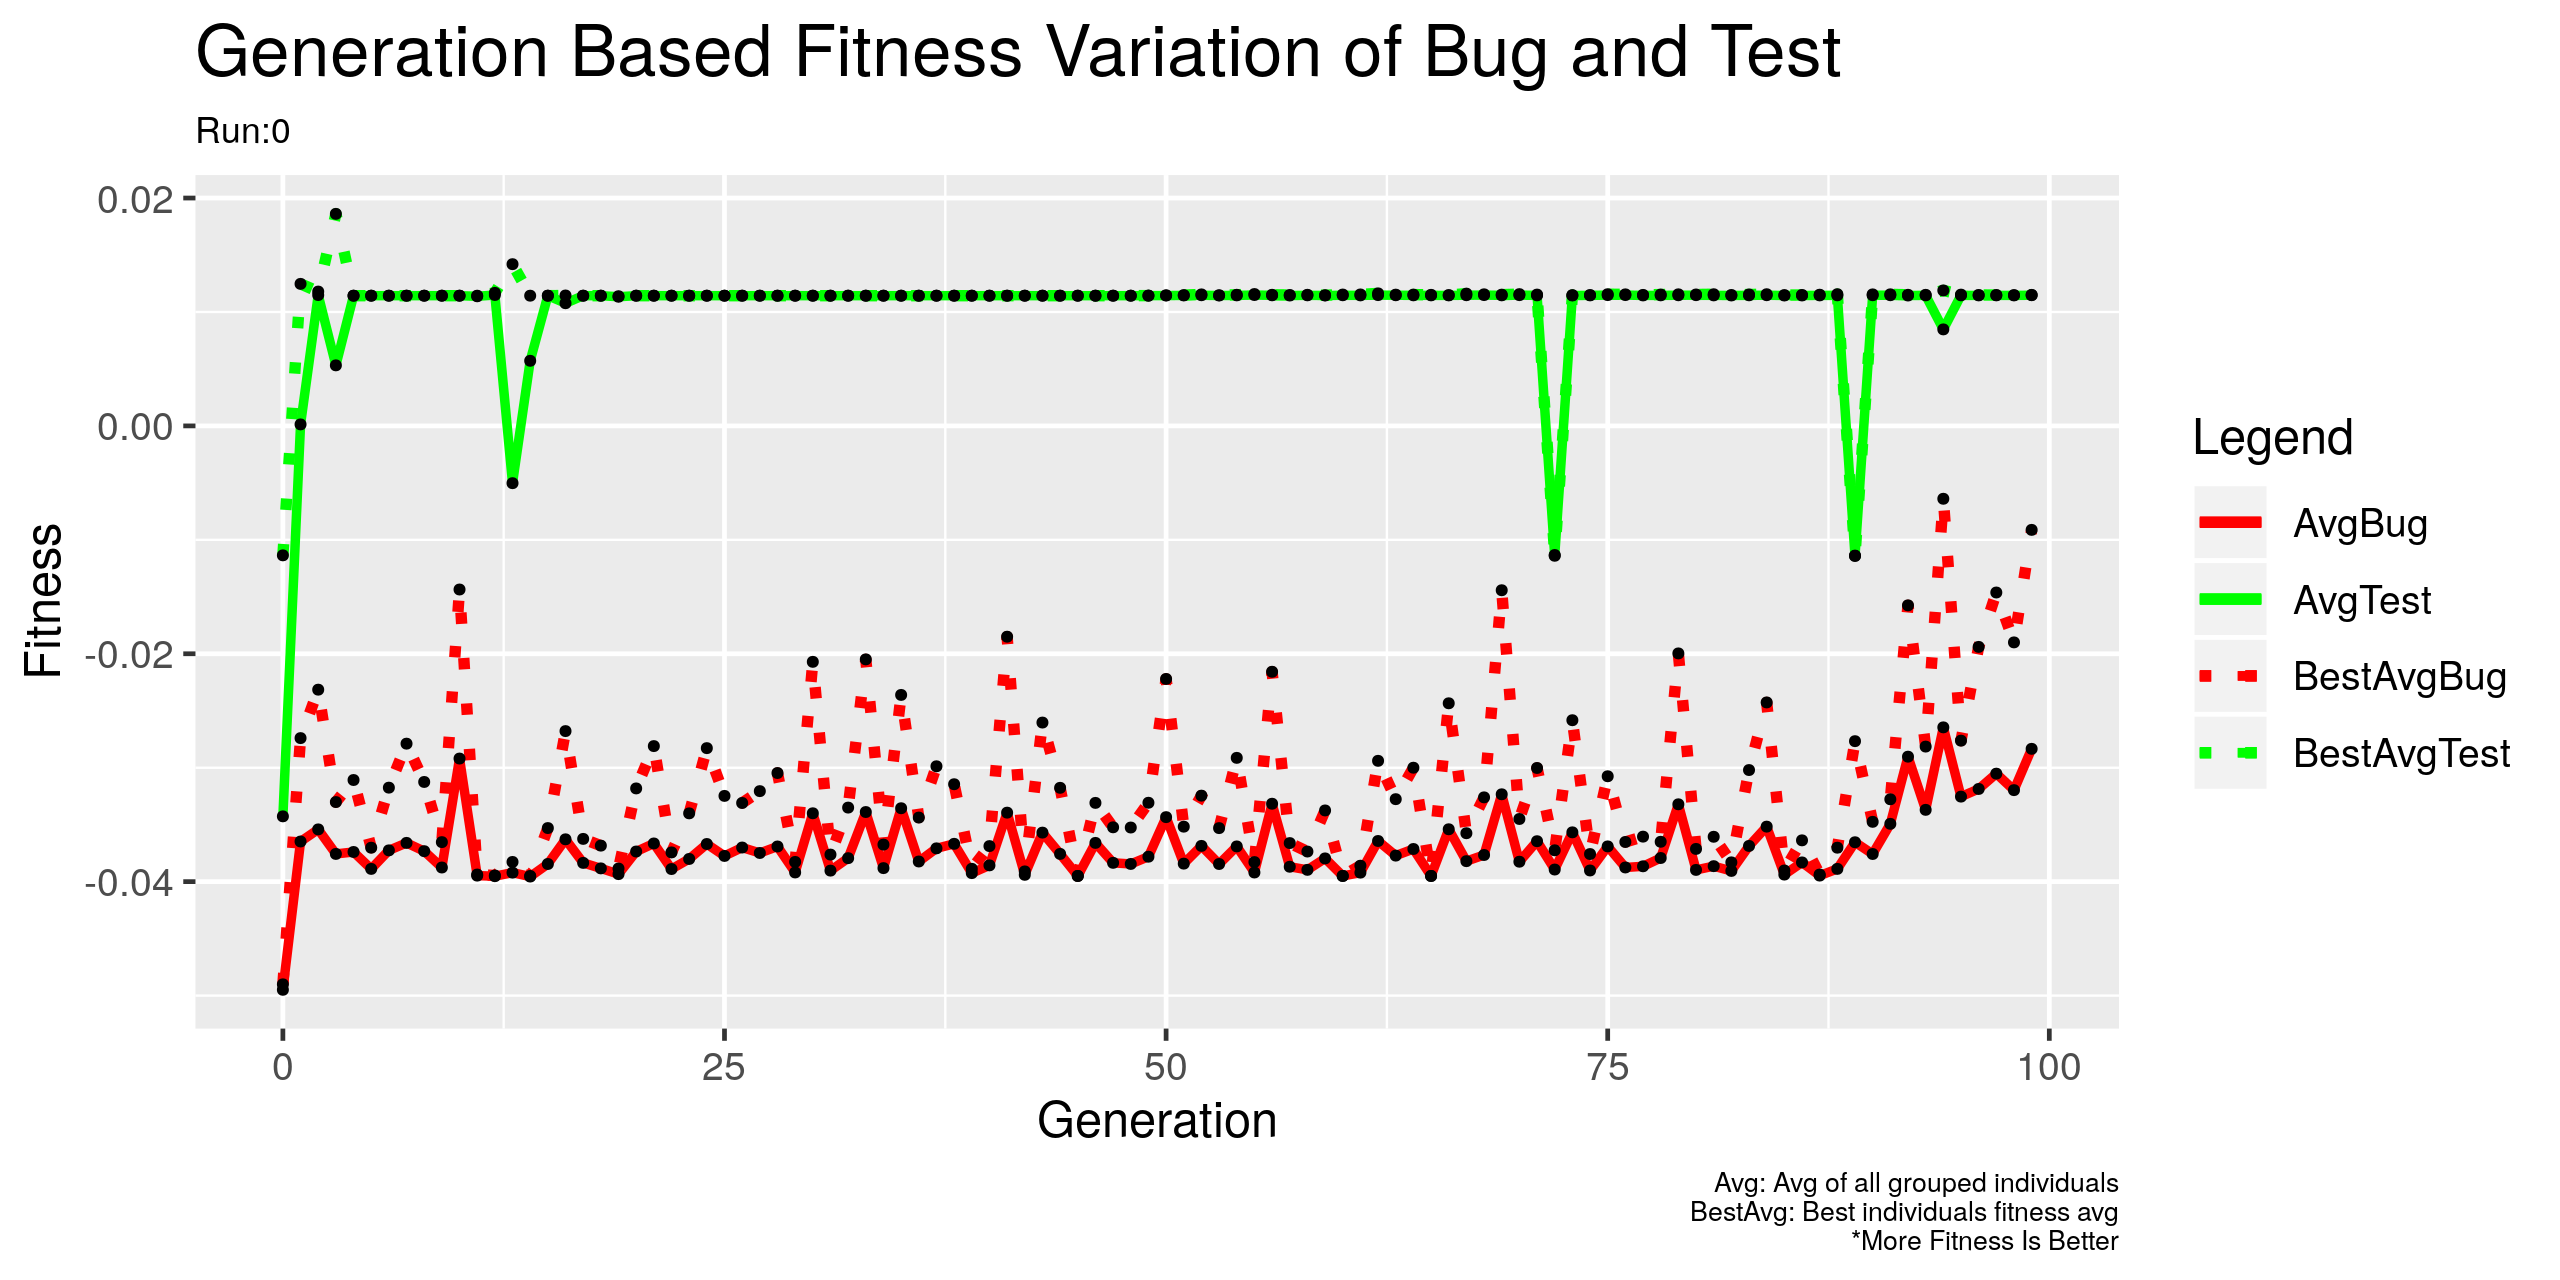 Generation Based Fitness Variation of Bug and Test
Run:0
0.02
0.00
-0.02
-0.04
Fitness
0
25
50
75
100
Generation
Legend
AvgBug
AvgTest
BestAvgBug
BestAvgTest
Avg: Avg of all grouped individuals
BestAvg: Best individuals fitness avg
*More Fitness Is Better